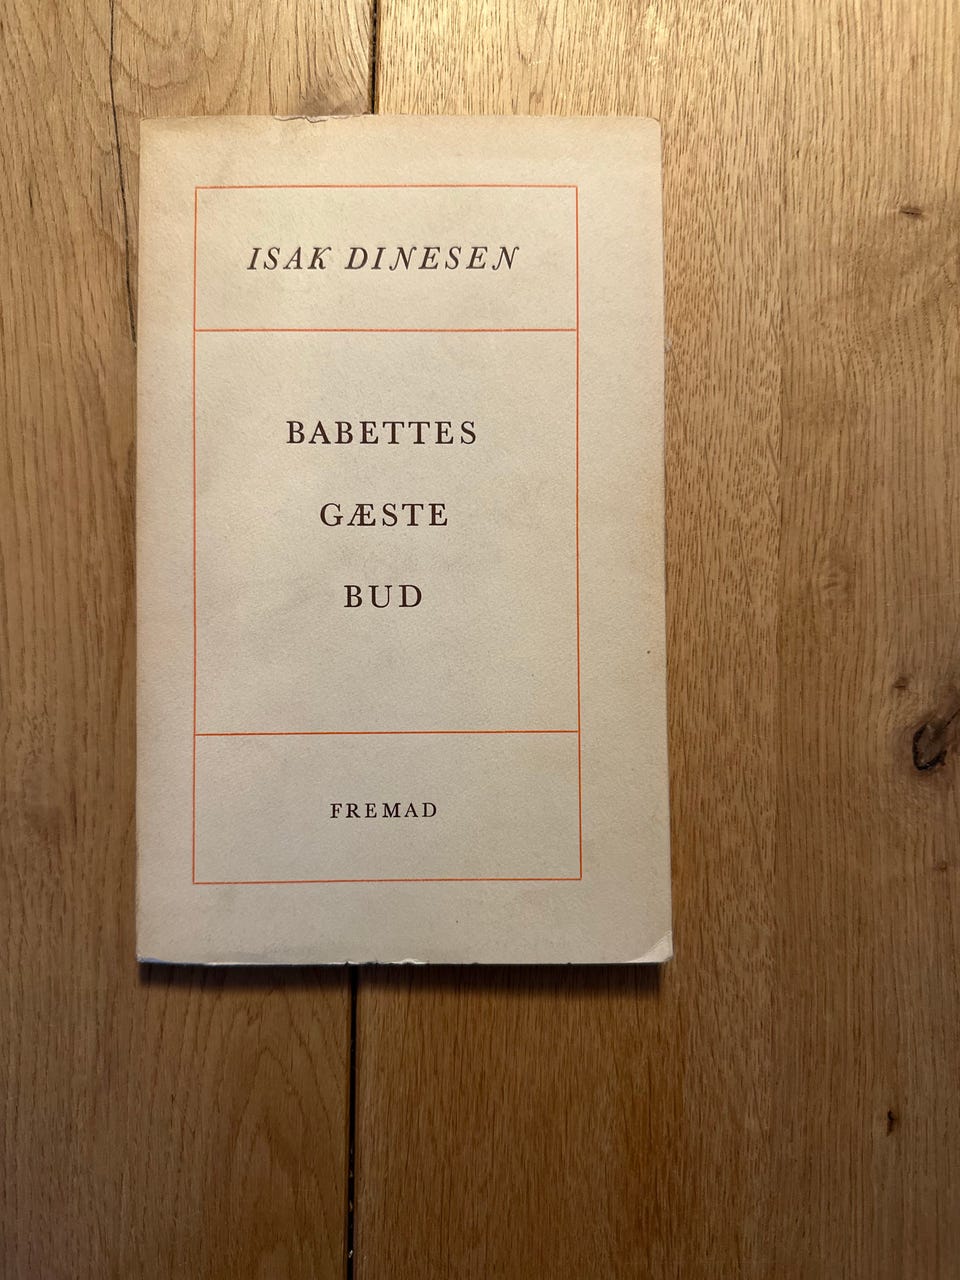 ISAK DINESEN
BABETTES
GÆSTE
BUD
FREMAD